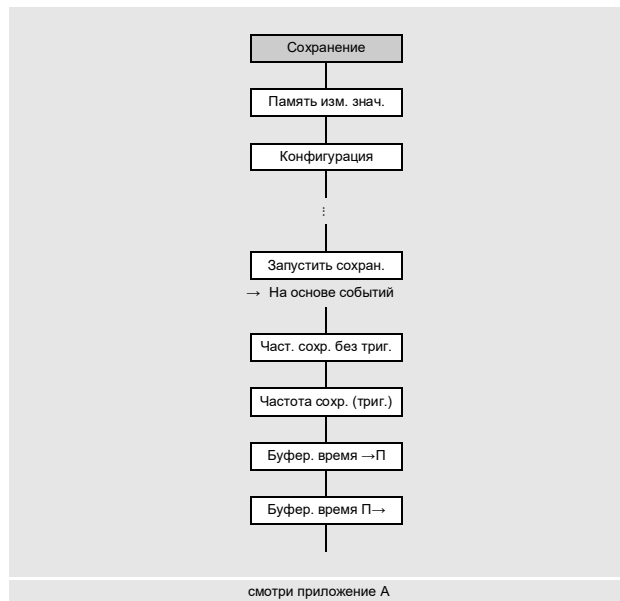 Сохранение
Память изм. знач.
Конфигурация
⋮
Запустить сохран.
→ На основе событий
Част. сохр. без триг.
Частота сохр. (триг.)
Буфер. время →П
Буфер. время П→
смотри приложение А